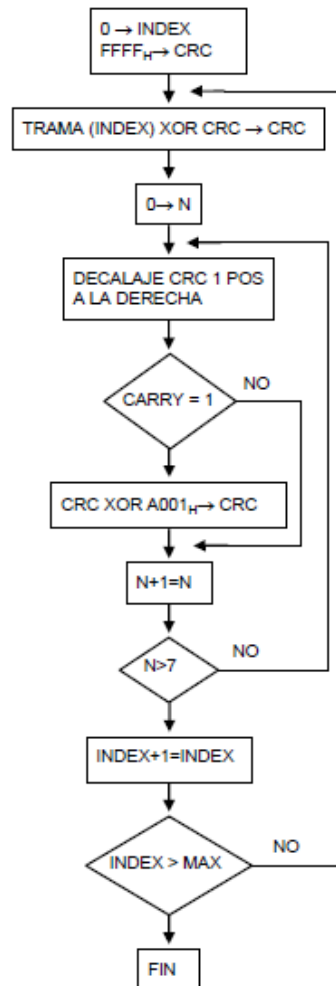 0 → INDEX
FFFFH→ CRC
TRAMA (INDEX) XOR CRC → CRC
0→ N
DECALAJE CRC 1 POS
A LA DERECHA
CARRY = 1
NO
CRC XOR A001H→ CRC
N+1=N
N>7
NO
INDEX+1=INDEX
INDEX > MAX
NO
FIN